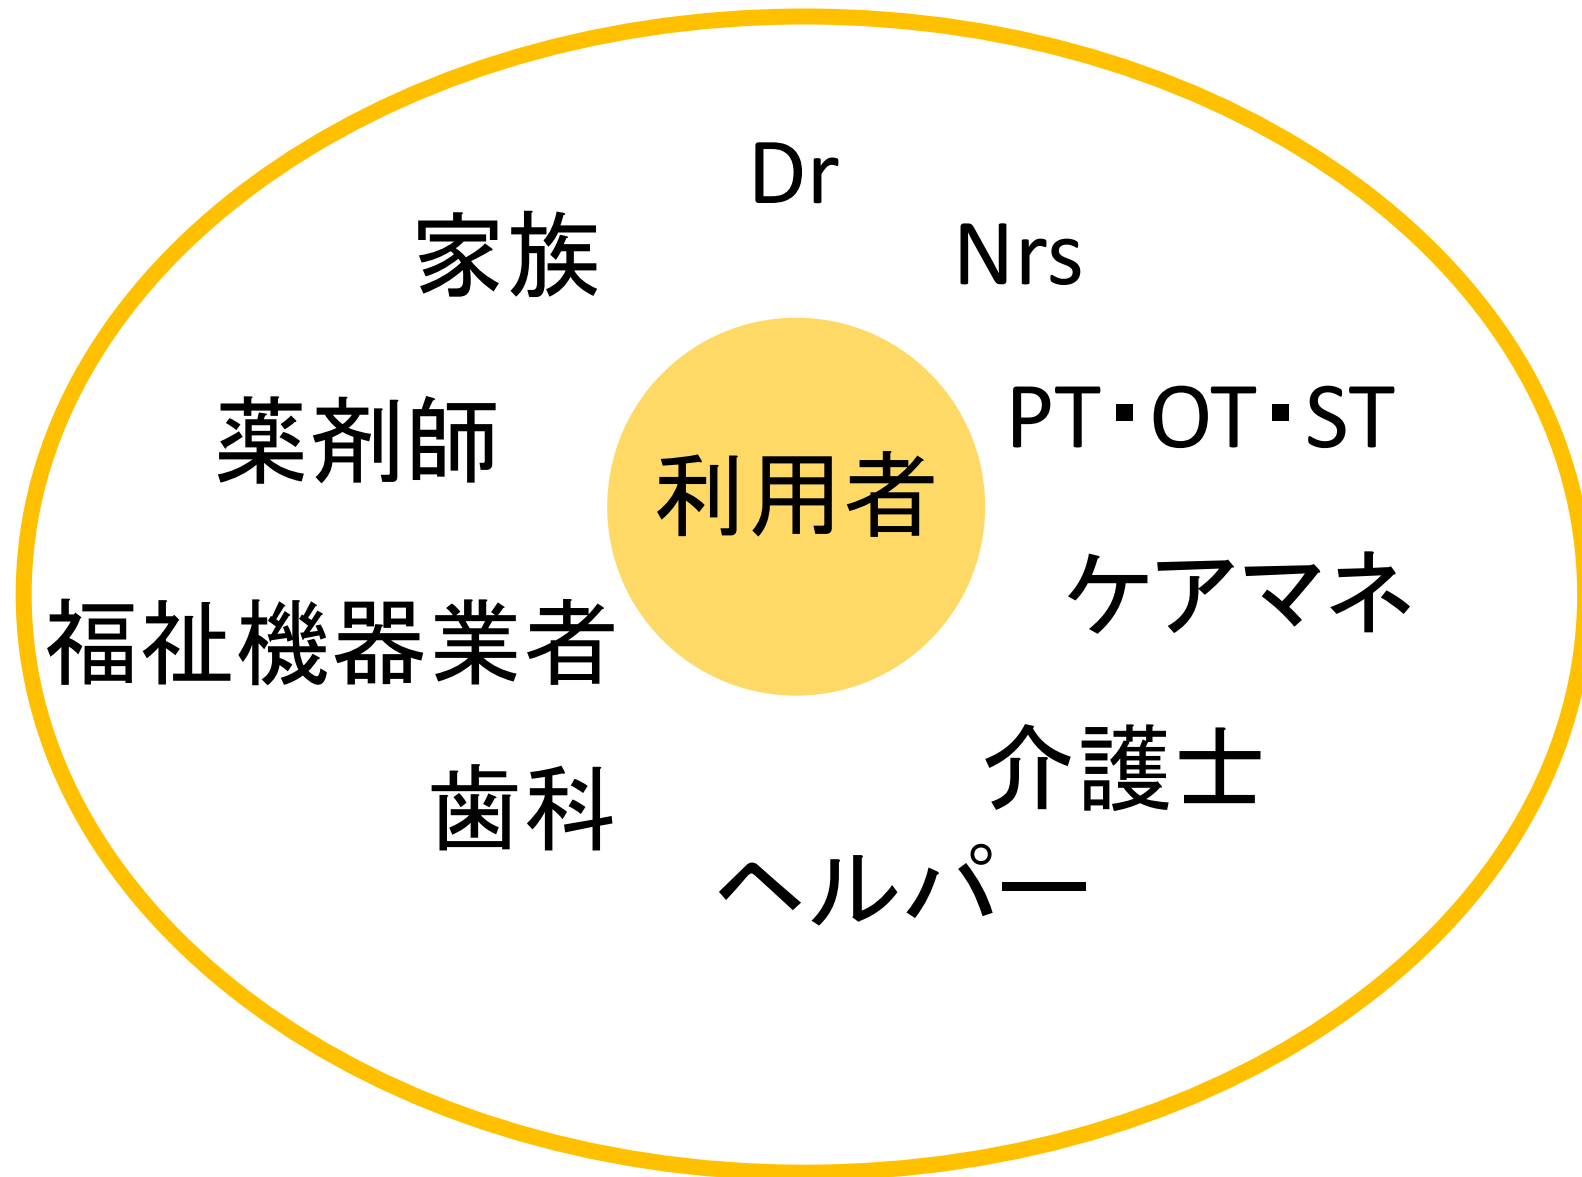 Dr
家族
Nrs
薬剤師
PT・OT・ST
利用者
ケアマネ
福祉機器業者
介護士
歯科
ヘルパー